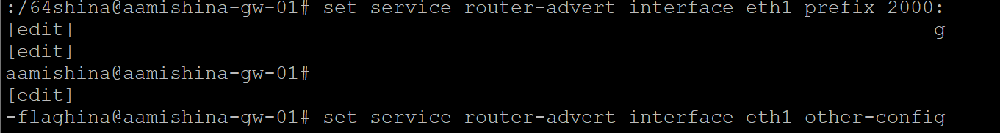 :/64shina@aamishina-gw-01# set service router-advert interface eth1 prefix 2000:
[edit] g
[edit]
aamishina@aamishina-gw-01#
[edit]
-flaghina@aamishina-gw-01# set service router-advert interface eth1 other-config